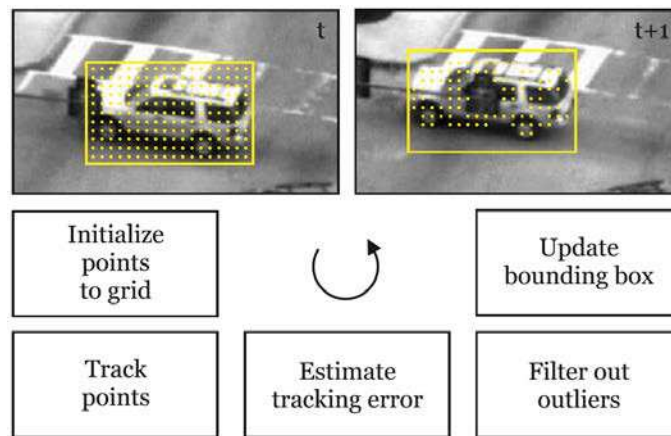 t
t+1
Initialize
points
to grid
Update
bounding box
Track
points
Estimate
tracking error
Filter out
outliers